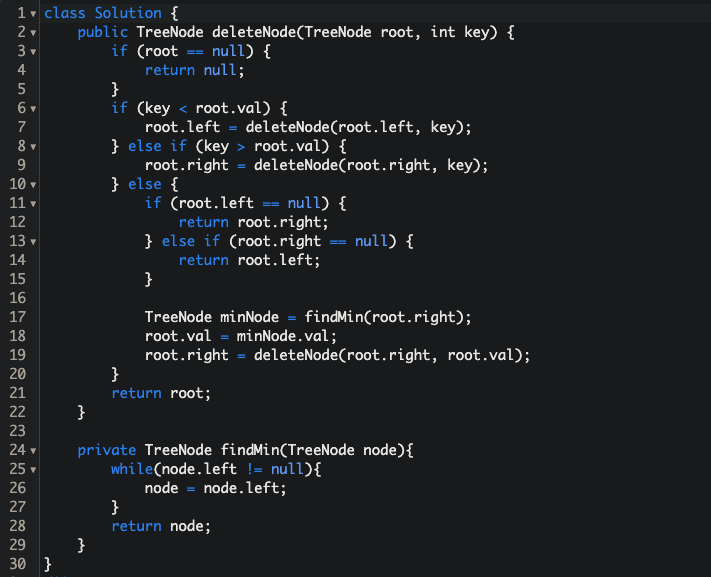 1 class Solution {
2     public TreeNode deleteNode(TreeNode root, int key) {
3         if (root == null) {
4             return null;
5         }
6         if (key < root.val) {
7             root.left = deleteNode(root.left, key);
8         } else if (key > root.val) {
9             root.right = deleteNode(root.right, key);
10         } else {
11             if (root.left == null) {
12                 return root.right;
13             } else if (root.right == null) {
14                 return root.left;
15             }
16
17             TreeNode minNode = findMin(root.right);
18             root.val = minNode.val;
19             root.right = deleteNode(root.right, root.val);
20         }
21         return root;
22     }
23
24     private TreeNode findMin(TreeNode node){
25         while(node.left != null){
26             node = node.left;
27         }
28         return node;
29     }
30 }